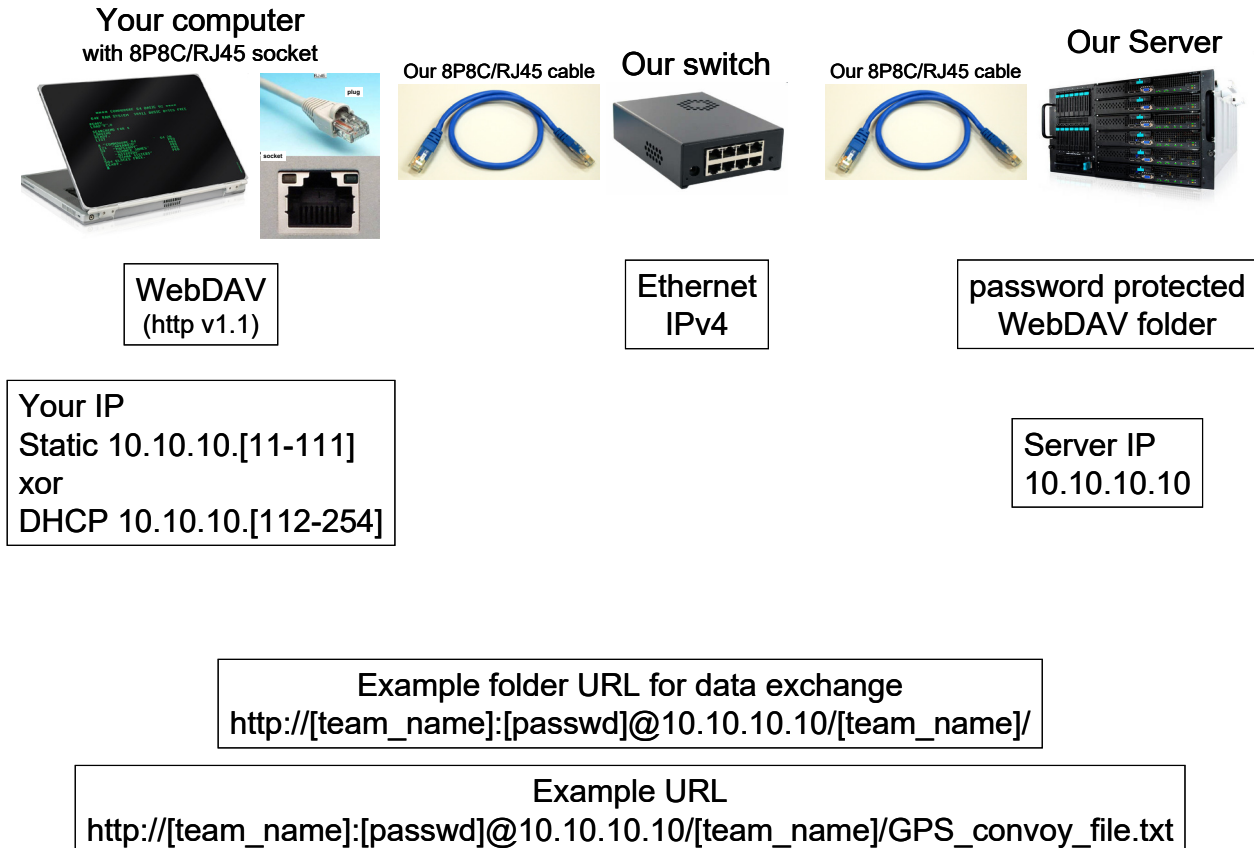 Your computer
with 8P8C/RJ45 socket
plug
socket
Our 8P8C/RJ45 cable
Our switch
Our 8P8C/RJ45 cable
Our Server
WebDAV
(http v1.1)
Ethernet
IPv4
password protected
WebDAV folder
Your IP
Static 10.10.10.[11-111]
xor
DHCP 10.10.10.[112-254]
Server IP
10.10.10.10
Example folder URL for data exchange
http://[team_name]:[passwd]@10.10.10.10/[team_name]/
Example URL
http://[team_name]:[passwd]@10.10.10.10/[team_name]/GPS_convoy_file.txt